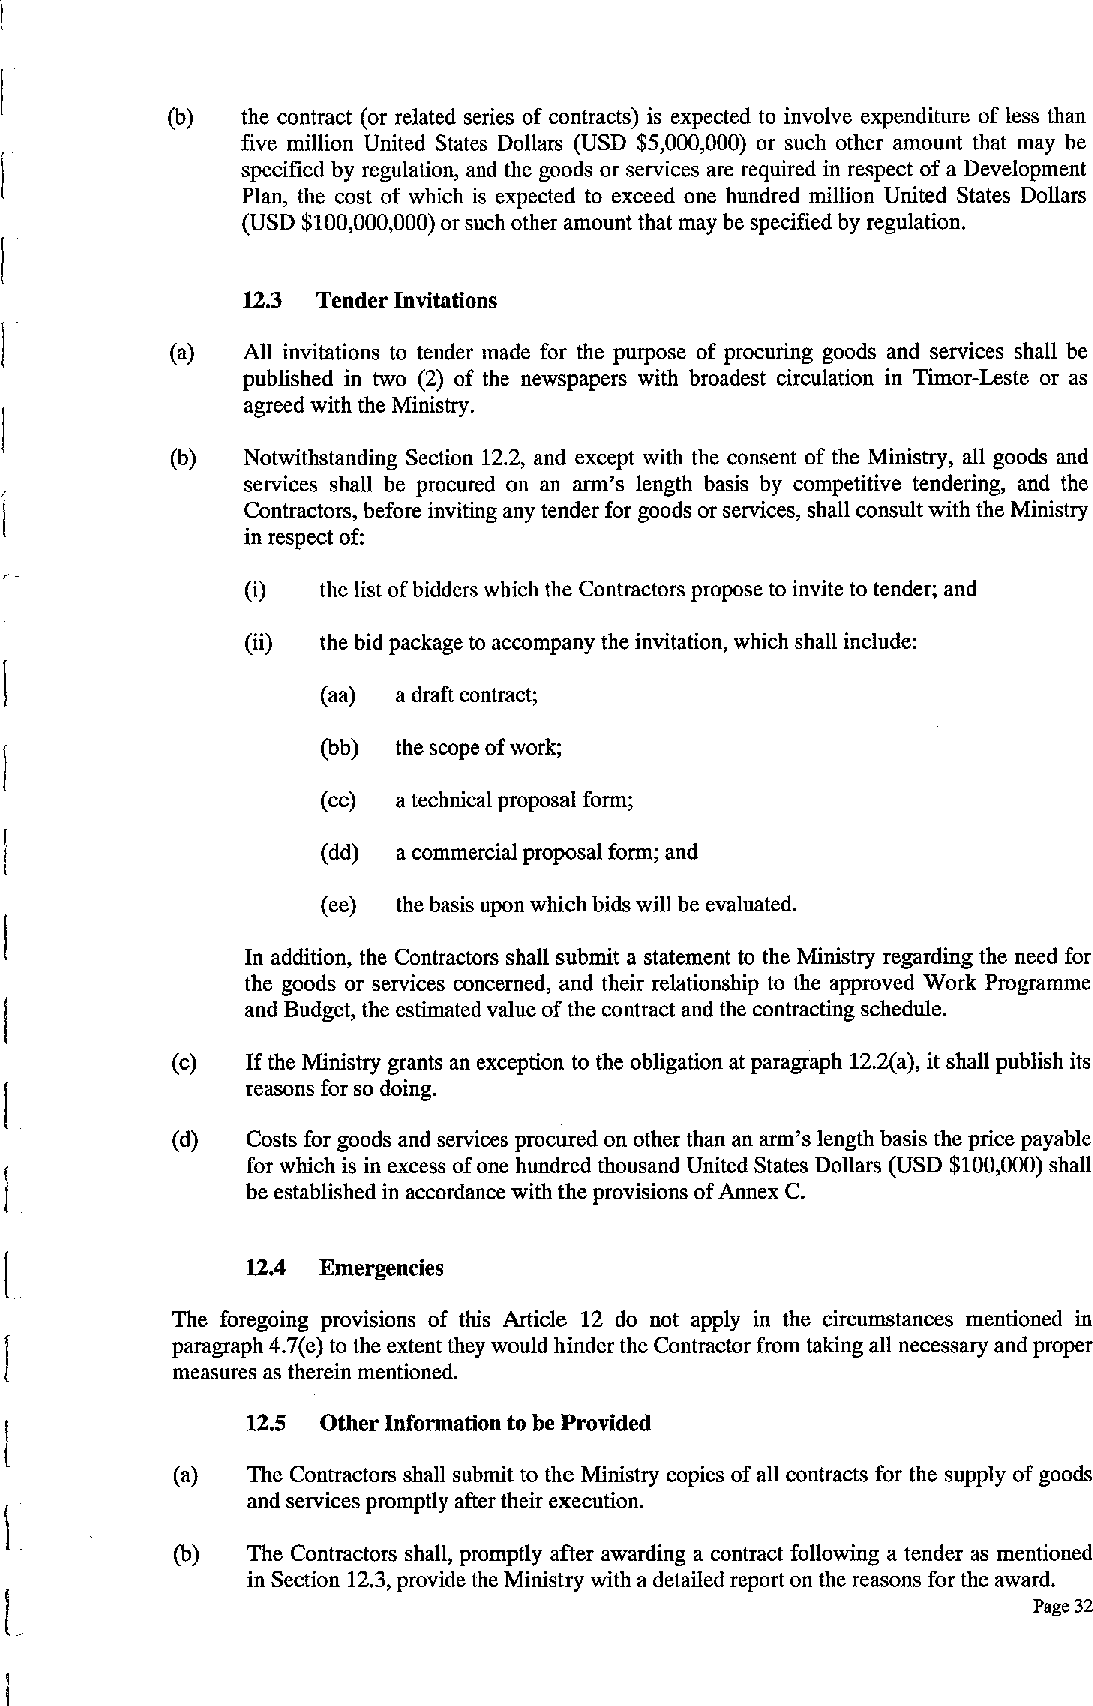 (b) the contract (or related series of contracts) is expected to involve expenditure of less than
five million United States Dollars (USD $5,000,000) or such other amount that may be
specified by regulation, and the goods or services are required in respect of a Development
Plan, the cost of which is expected to exceed one hundred million United States Dollars
(USD $100,000,000) or such other amount that may be specified by regulation.
12.3 Tender Invitations
(a) All invitations to tender made for the purpose of procuring goods and services shall be
published in two (2) of the newspapers with broadest circulation in Timor-Leste or as
agreed with the Ministry.
(b) Notwithstanding Section 12.2, and except with the consent of the Ministry, all goods and
services shall be procured on an arm's length basis by competitive tendering, and the
Contractors, before inviting any tender for goods or services, shall consult with the Ministry
in respect of:
(i) the list of bidders which the Contractors propose to invite to tender; and
(ii) the bid package to accompany the invitation, which shall include:
(aa) a draft contract;
(bb) the scope of work;
(cc) a technical proposal form;
(dd) a commercial proposal form; and
(ee) the basis upon which bids will be evaluated.
In addition, the Contractors shall submit a statement to the Ministry regarding the need for
the goods or services concerned, and their relationship to the approved Work Programme
and Budget, the estimated value of the contract and the contracting schedule.
(c) If the Ministry grants an exception to the obligation at paragraph 12.2(a), it shall publish its
reasons for so doing.
(d) Costs for goods and services procured on other than an arm's length basis the price payable
for which is in excess of one hundred thousand United States Dollars (USD $100,000) shall
be established in accordance with the provisions of Annex C.
12.4 Emergencies
The foregoing provisions of this Article 12 do not apply in the circumstances mentioned in
paragraph 4.7(e) to the extent they would hinder the Contractor from taking all necessary and proper
measures as therein mentioned.
12.5 Other Information to be Provided
(a) The Contractors shall submit to the Ministry copies of all contracts for the supply of goods
and services promptly after their execution.
(b) The Contractors shall, promptly after awarding a contract following a tender as mentioned
in Section 12.3, provide the Ministry with a detailed report on the reasons for the award.
Page 32